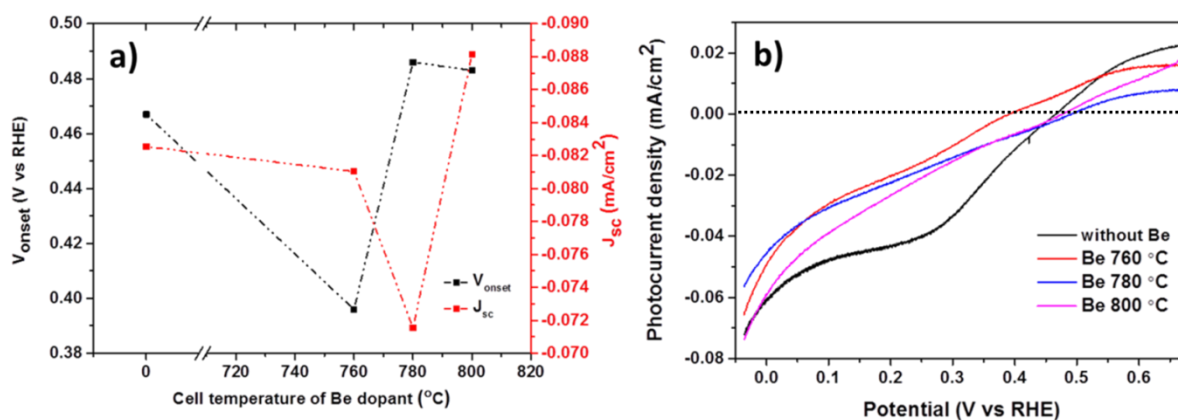 a)
V_onset (V vs RHE)
0.50
0.48
0.46
0.44
0.42
0.40
0.38
0
720
740
760
780
800
820
Cell temperature of Be dopant (°C)
V_onset
J_sc
-0.090
-0.088
-0.086
-0.084
-0.082
-0.080
-0.078
-0.076
-0.074
-0.072
-0.070
J_SC (mA/cm²)
b)
Photocurrent density (mA/cm²)
0.02
0.00
-0.02
-0.04
-0.06
-0.08
without Be
Be 760 °C
Be 780 °C
Be 800 °C
0.0
0.1
0.2
0.3
0.4
0.5
0.6
Potential (V vs RHE)